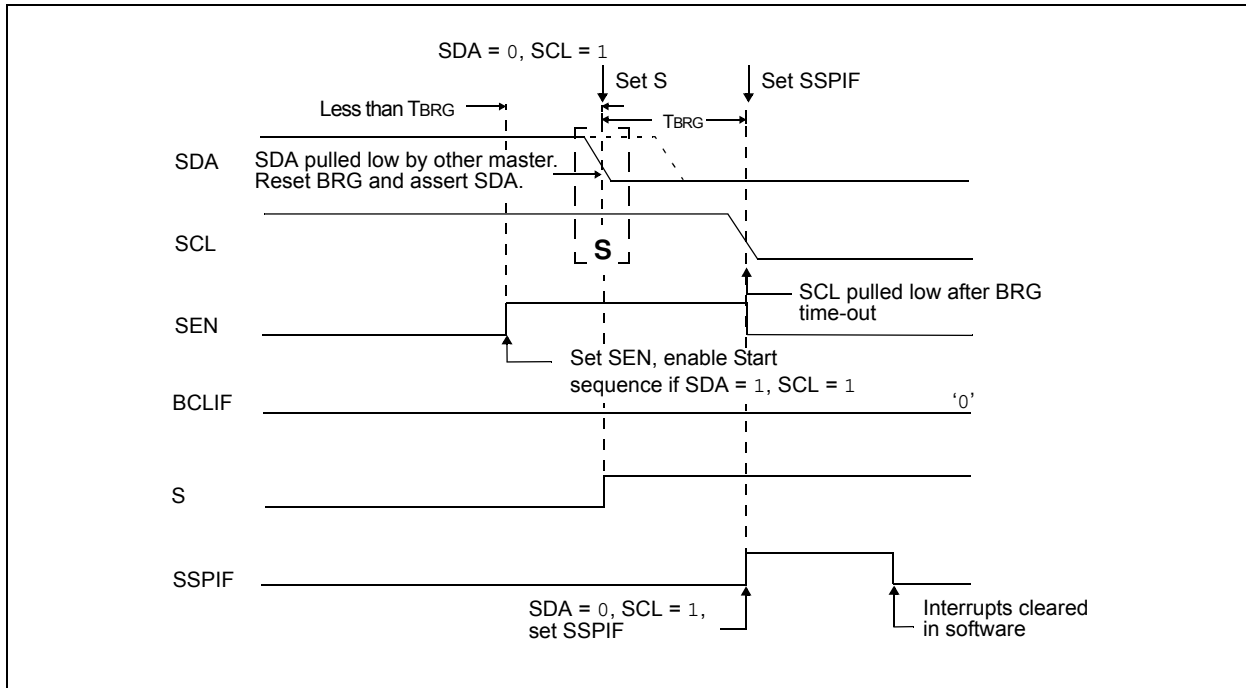 SDA = 0, SCL = 1
Set S
Set SSPIF
Less than TBRG
TBRG
SDA
SDA pulled low by other master.
Reset BRG and assert SDA.
SCL
S
SCL pulled low after BRG
time-out
SEN
Set SEN, enable Start
sequence if SDA = 1, SCL = 1
BCLIF
‘0’
S
SSPIF
SDA = 0, SCL = 1,
set SSPIF
Interrupts cleared
in software